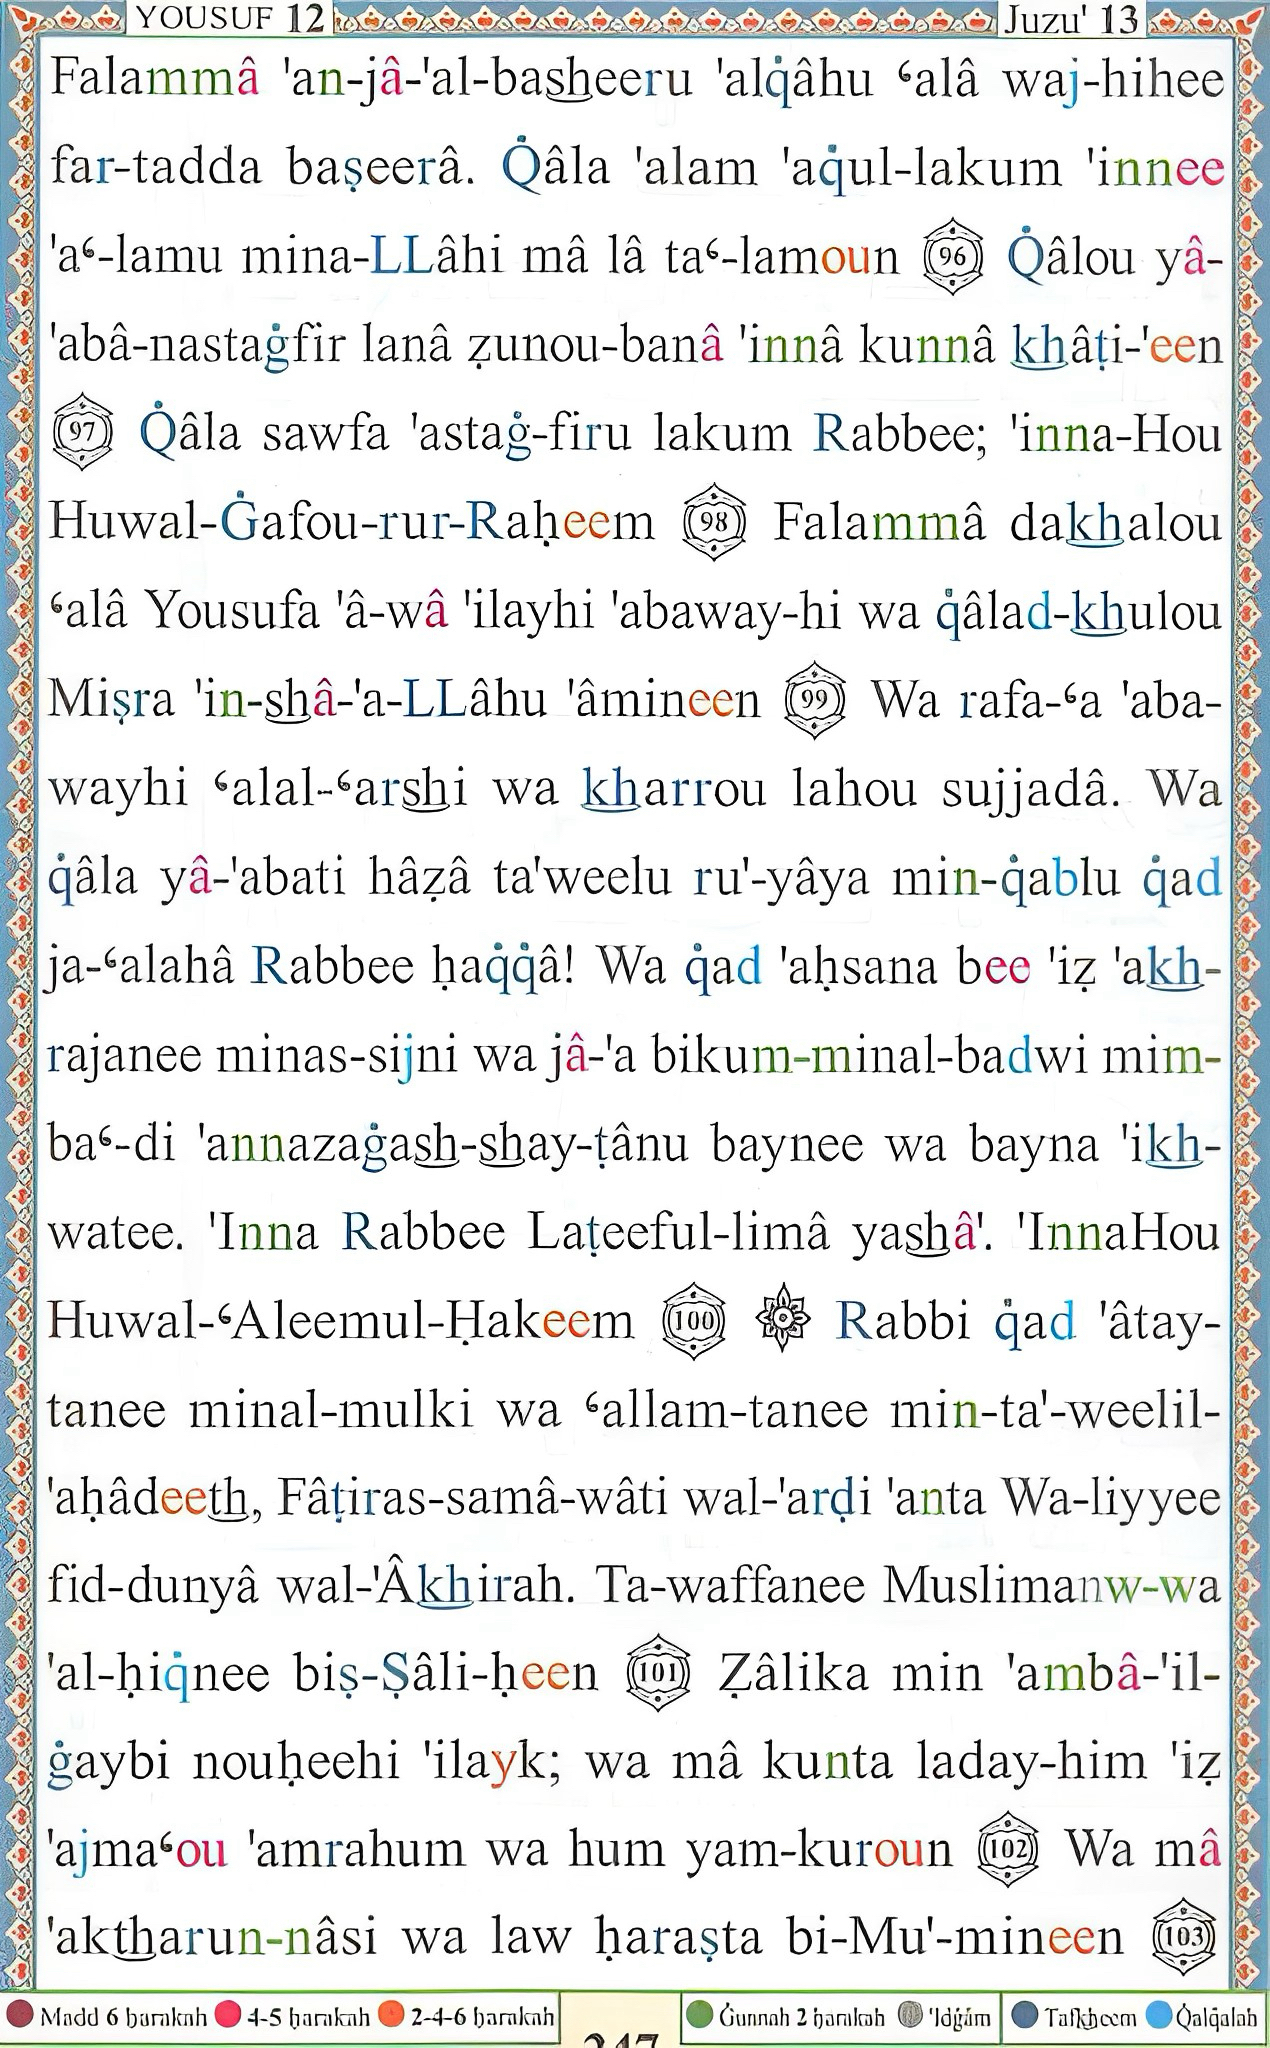 YOUSUF 12 Juzu' 13
Falammâ 'an-jâ-'al-basheeru 'alq̇âhu ʿalâ waj-hihee
far-tadda baṣeerâ. Q̇âla 'alam 'aq̇ul-lakum 'innee
'aʿ-lamu mina-LLâhi mâ lâ taʿ-lamoun 96 Q̇âlou yâ-
'abâ-nastaġfir lanâ ẓunou-banâ 'innâ kunnâ khâṭi-'een
97 Q̇âla sawfa 'astaġ-firu lakum Rabbee; 'inna-Hou
Huwal-Ġafou-rur-Raḥeem 98 Falammâ dakhalou
ʿalâ Yousufa 'â-wâ 'ilayhi 'abaway-hi wa q̇âlad-khulou
Miṣra 'in-shâ-'a-LLâhu 'âmineen 99 Wa rafa-ʿa 'aba-
wayhi ʿalal-ʿarshi wa kharrou lahou sujjadâ. Wa
q̇âla yâ-'abati hâẓâ ta'weelu ru'-yâya min-q̇ablu q̇ad
ja-ʿalahâ Rabbee ḥaq̇q̇â! Wa q̇ad 'aḥsana bee 'iẓ 'akh-
rajanee minas-sijni wa jâ-'a bikum-minal-badwi mim-
baʿ-di 'annazaġash-shay-ṭânu baynee wa bayna 'ikh-
watee. 'Inna Rabbee Laṭeeful-limâ yashâ'. 'InnaHou
Huwal-ʿAleemul-Ḥakeem 100 Rabbi q̇ad 'âtay-
tanee minal-mulki wa ʿallam-tanee min-ta'-weelil-
'aḥâdeeth, Fâṭiras-samâ-wâti wal-'arḍi 'anta Wa-liyyee
fid-dunyâ wal-'Âkhirah. Ta-waffanee Muslimanw-wa
'al-ḥiq̇nee biṣ-Ṣâli-ḥeen 101 Ẓâlika min 'ambâ-'il-
ġaybi nouḥeehi 'ilayk; wa mâ kunta laday-him 'iẓ
'ajmaʿou 'amrahum wa hum yam-kuroun 102 Wa mâ
'aktharun-nâsi wa law ḥaraṣta bi-Mu'-mineen 103
Madd 6 ḥarakah 4-5 ḥarakah 2-4-6 ḥarakah 247 Ġunnah 2 ḥarakah 'Idġâm Tafkheem Q̇alq̇alah